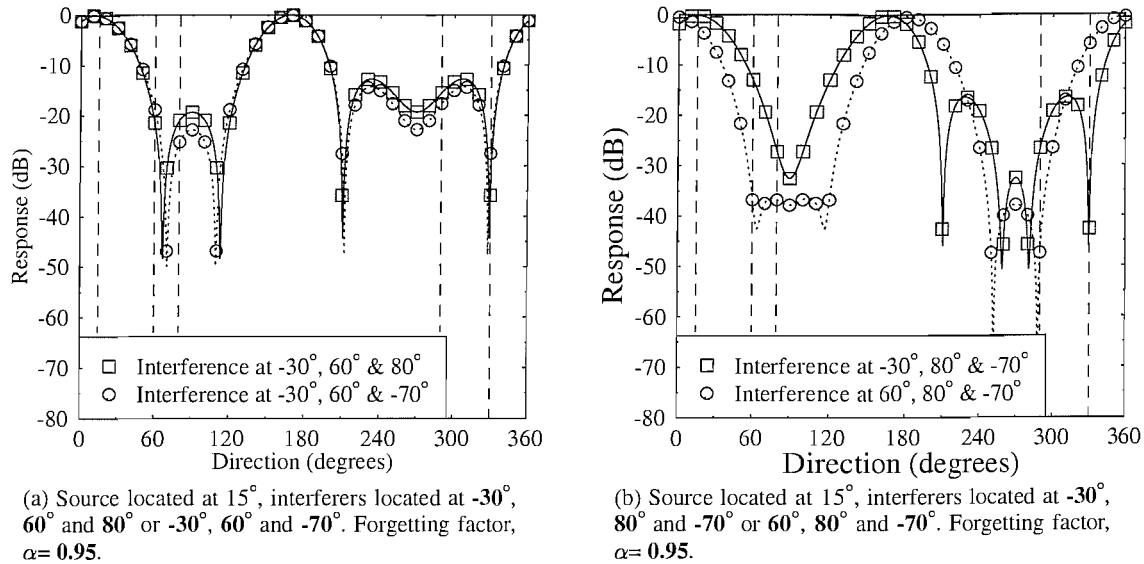 0
-10
-20
-30
-40
-50
-60
-70
-80
Response (dB)
□ Interference at -30°, 60° & 80°
○ Interference at -30°, 60° & -70°
0 60 120 180 240 300 360
Direction (degrees)
(a) Source located at 15°, interferers located at -30°,
60° and 80° or -30°, 60° and -70°. Forgetting factor,
α= 0.95.
0
-10
-20
-30
-40
-50
-60
-70
-80
Response (dB)
□ Interference at -30°, 80° & -70°
○ Interference at 60°, 80° & -70°
0 60 120 180 240 300 360
Direction (degrees)
(b) Source located at 15°, interferers located at -30°,
80° and -70° or 60°, 80° and -70°. Forgetting factor,
α= 0.95.